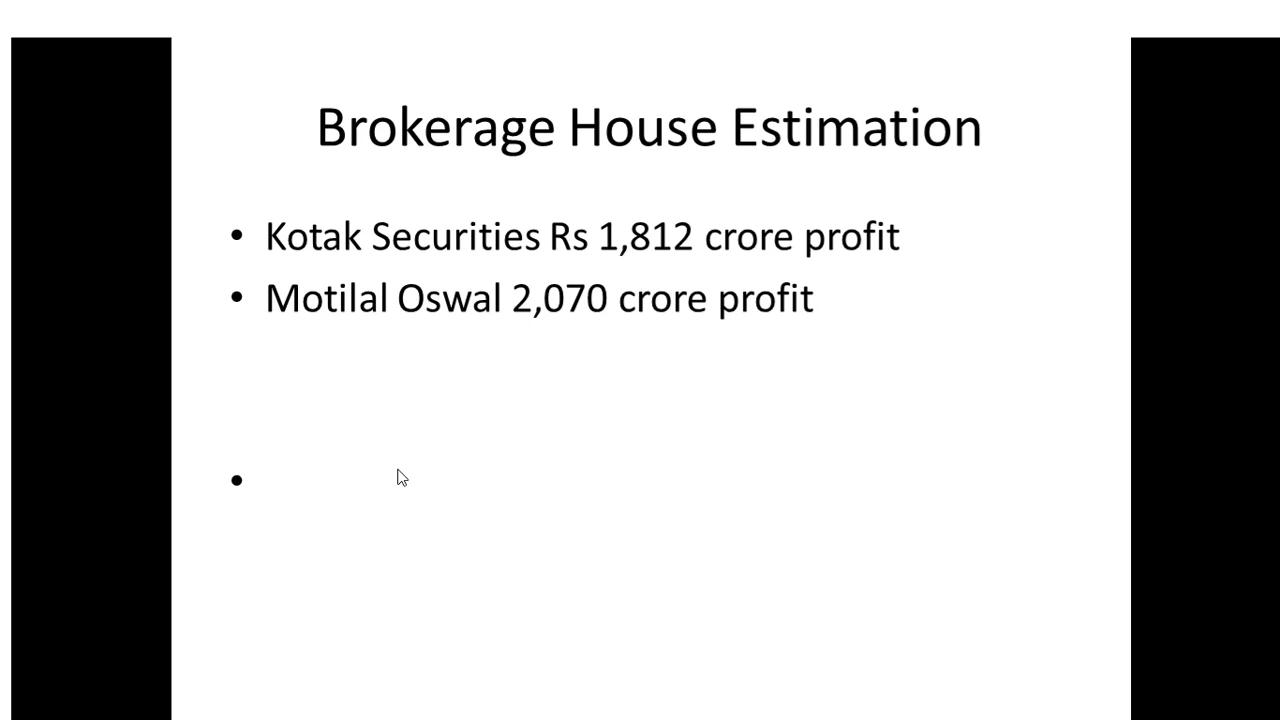 Brokerage House Estimation
• Kotak Securities Rs 1,812 crore profit
• Motilal Oswal 2,070 crore profit
•